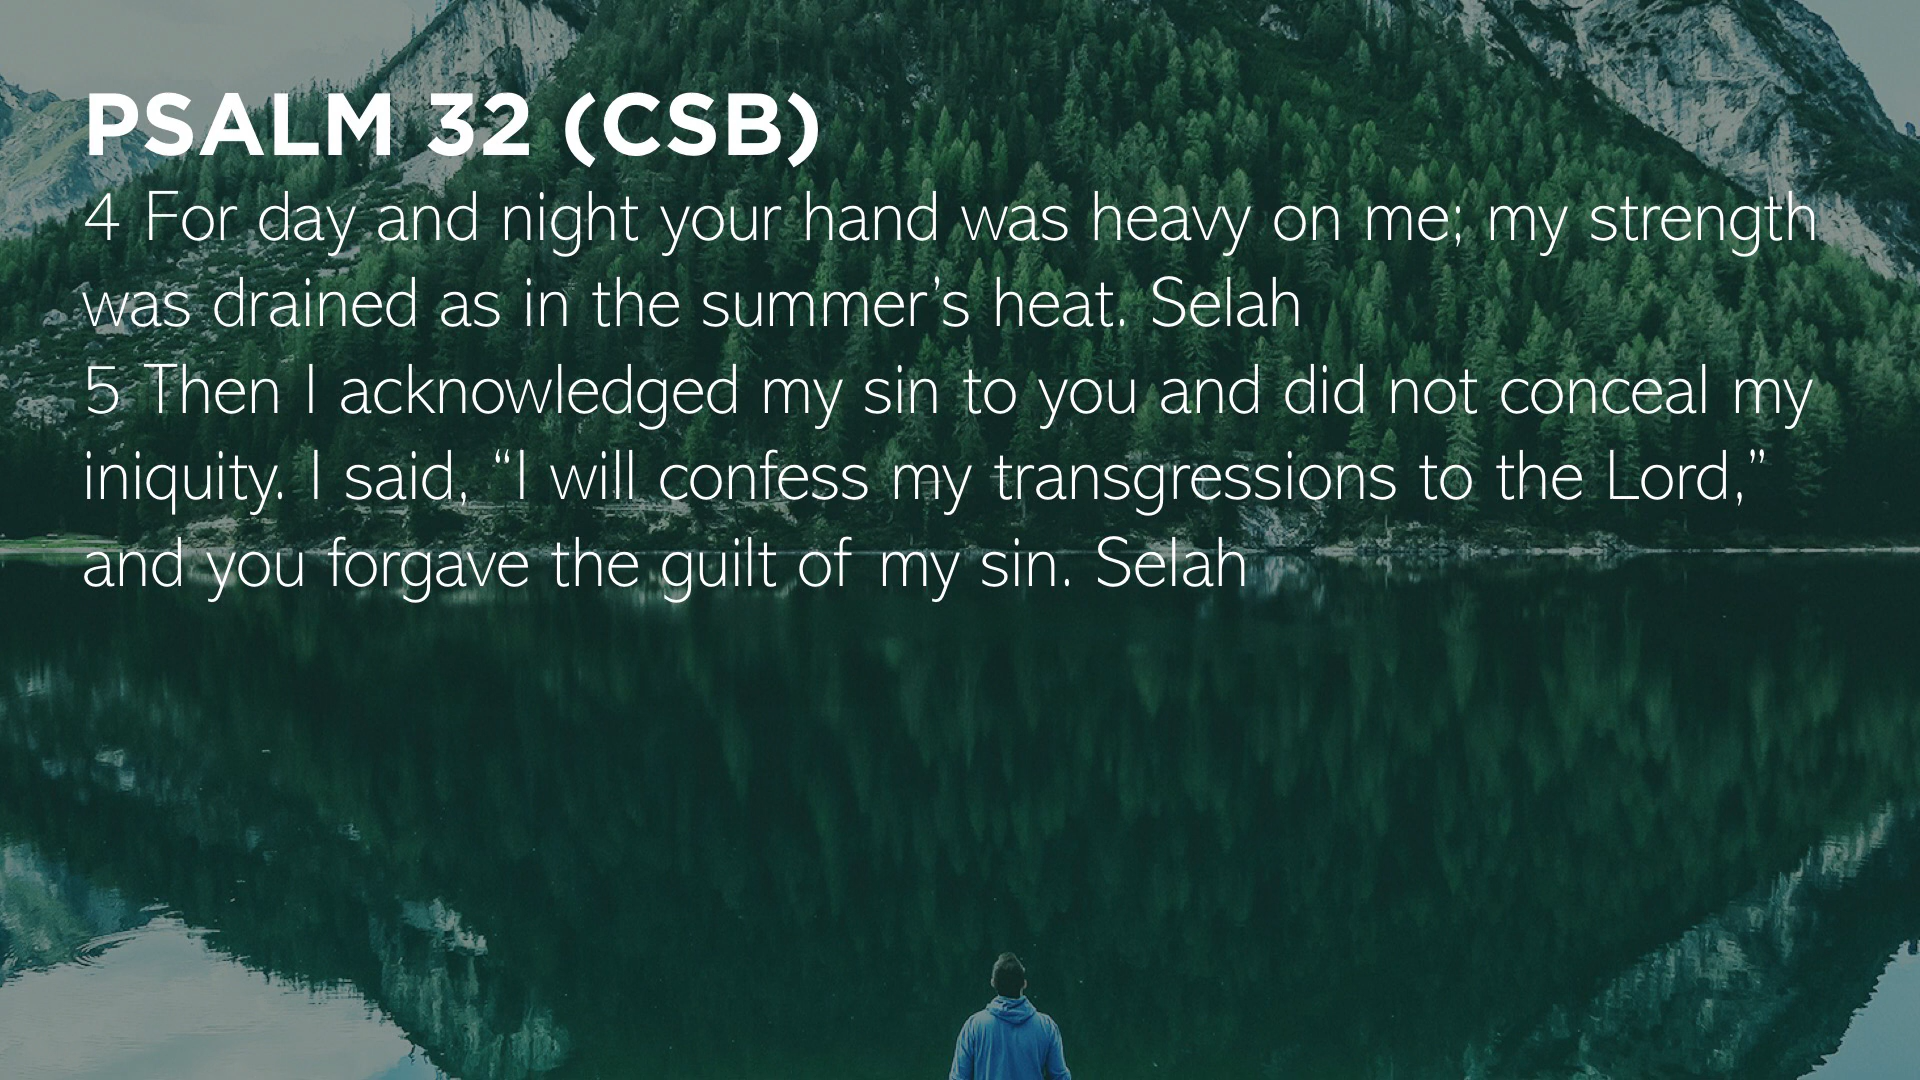 PSALM 32 (CSB)
4 For day and night your hand was heavy on me; my strength
was drained as in the summer’s heat. Selah
5 Then I acknowledged my sin to you and did not conceal my
iniquity. I said, “I will confess my transgressions to the Lord,”
and you forgave the guilt of my sin. Selah